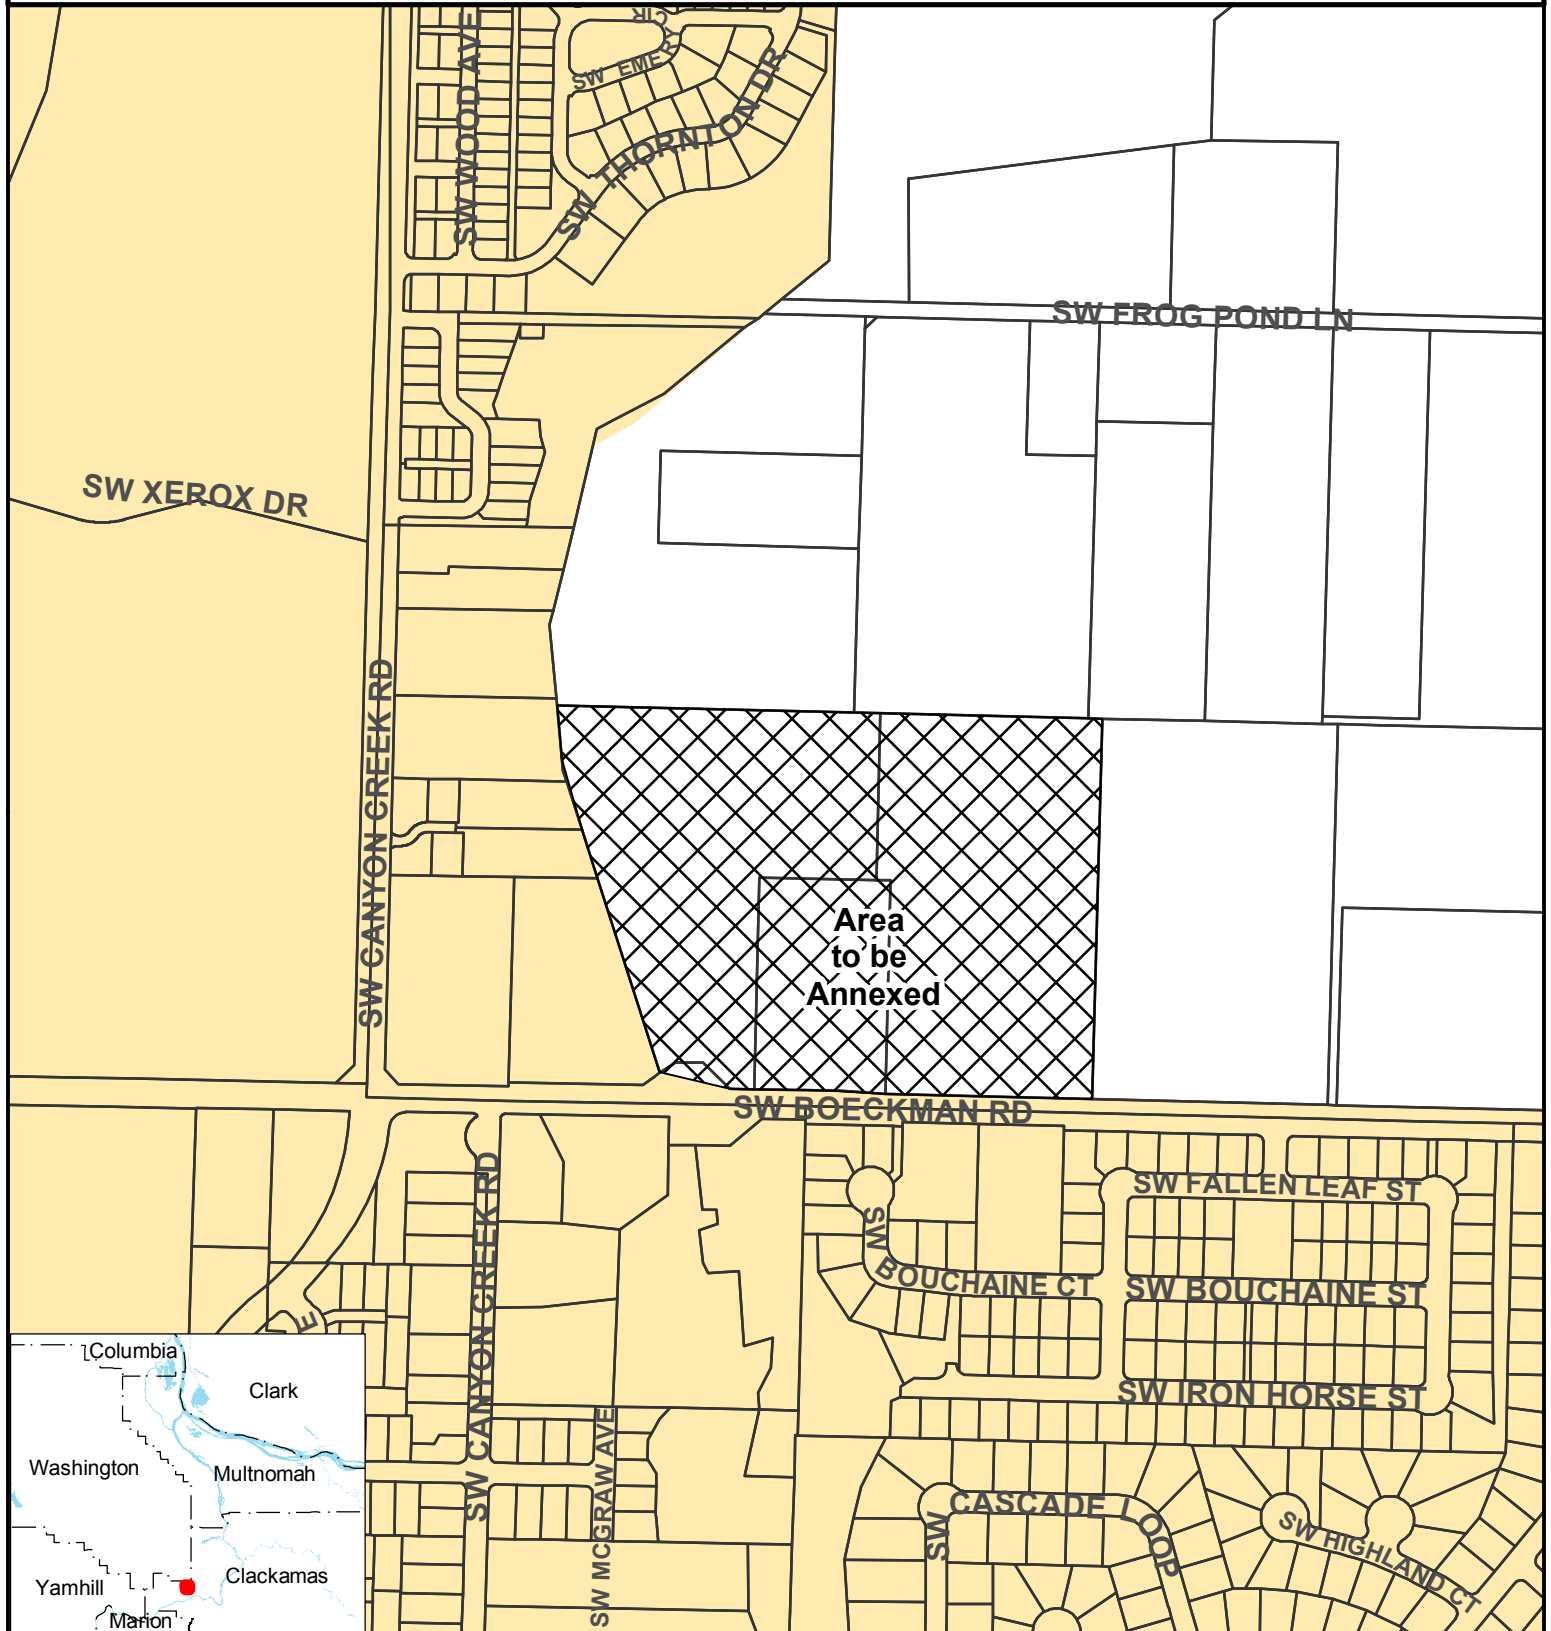 CIR
SW EMERY
SW WOOD AVE
SW THORNTON DR
SW FROG POND LN
SW XEROX DR
SW CANYON CREEK RD
Area
to be
Annexed
SW BOECKMAN RD
SW CANYON CREEK RD
SW FALLEN LEAF ST
SW
BOUCHAINE CT
SW BOUCHAINE ST
SW IRON HORSE ST
SW MCGRAW AVE
SW
CASCADE LOOP
SW HIGHLAND CT
Columbia
Clark
Washington
Multnomah
Yamhill
Clackamas
Marion